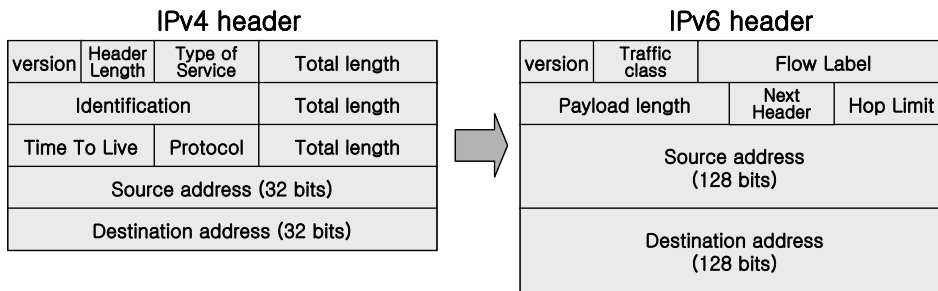 IPv4 header
version Header Length Type of Service Total length
Identification Total length
Time To Live Protocol Total length
Source address (32 bits)
Destination address (32 bits)
IPv6 header
version Traffic class Flow Label
Payload length Next Header Hop Limit
Source address
(128 bits)
Destination address
(128 bits)